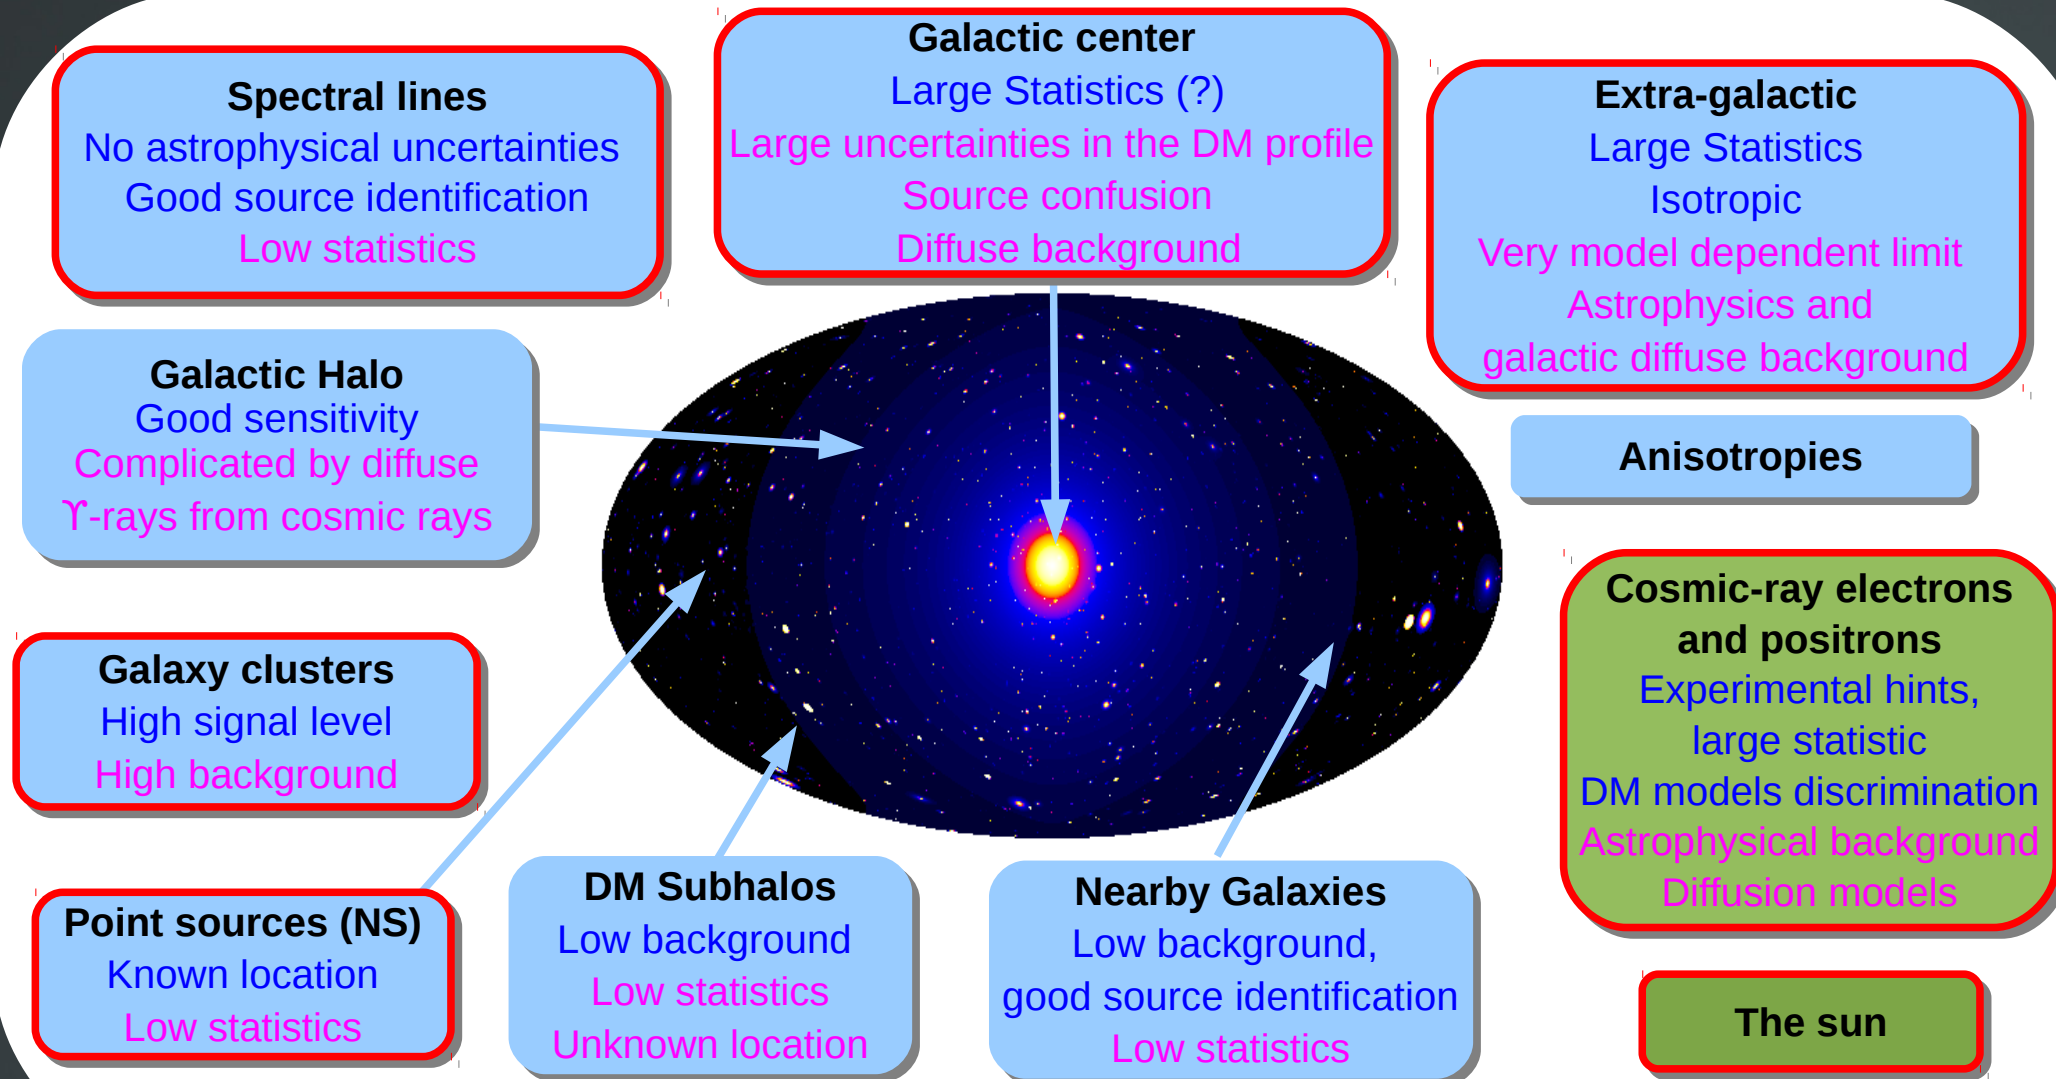 Spectral lines
No astrophysical uncertainties
Good source identification
Low statistics
Galactic center
Large Statistics (?)
Large uncertainties in the DM profile
Source confusion
Diffuse background
Extra-galactic
Large Statistics
Isotropic
Very model dependent limit
Astrophysics and
galactic diffuse background
Galactic Halo
Good sensitivity
Complicated by diffuse
ϒ-rays from cosmic rays
Anisotropies
Cosmic-ray electrons
and positrons
Experimental hints,
large statistic
DM models discrimination
Astrophysical background
Diffusion models
Galaxy clusters
High signal level
High background
Point sources (NS)
Known location
Low statistics
DM Subhalos
Low background
Low statistics
Unknown location
Nearby Galaxies
Low background,
good source identification
Low statistics
The sun